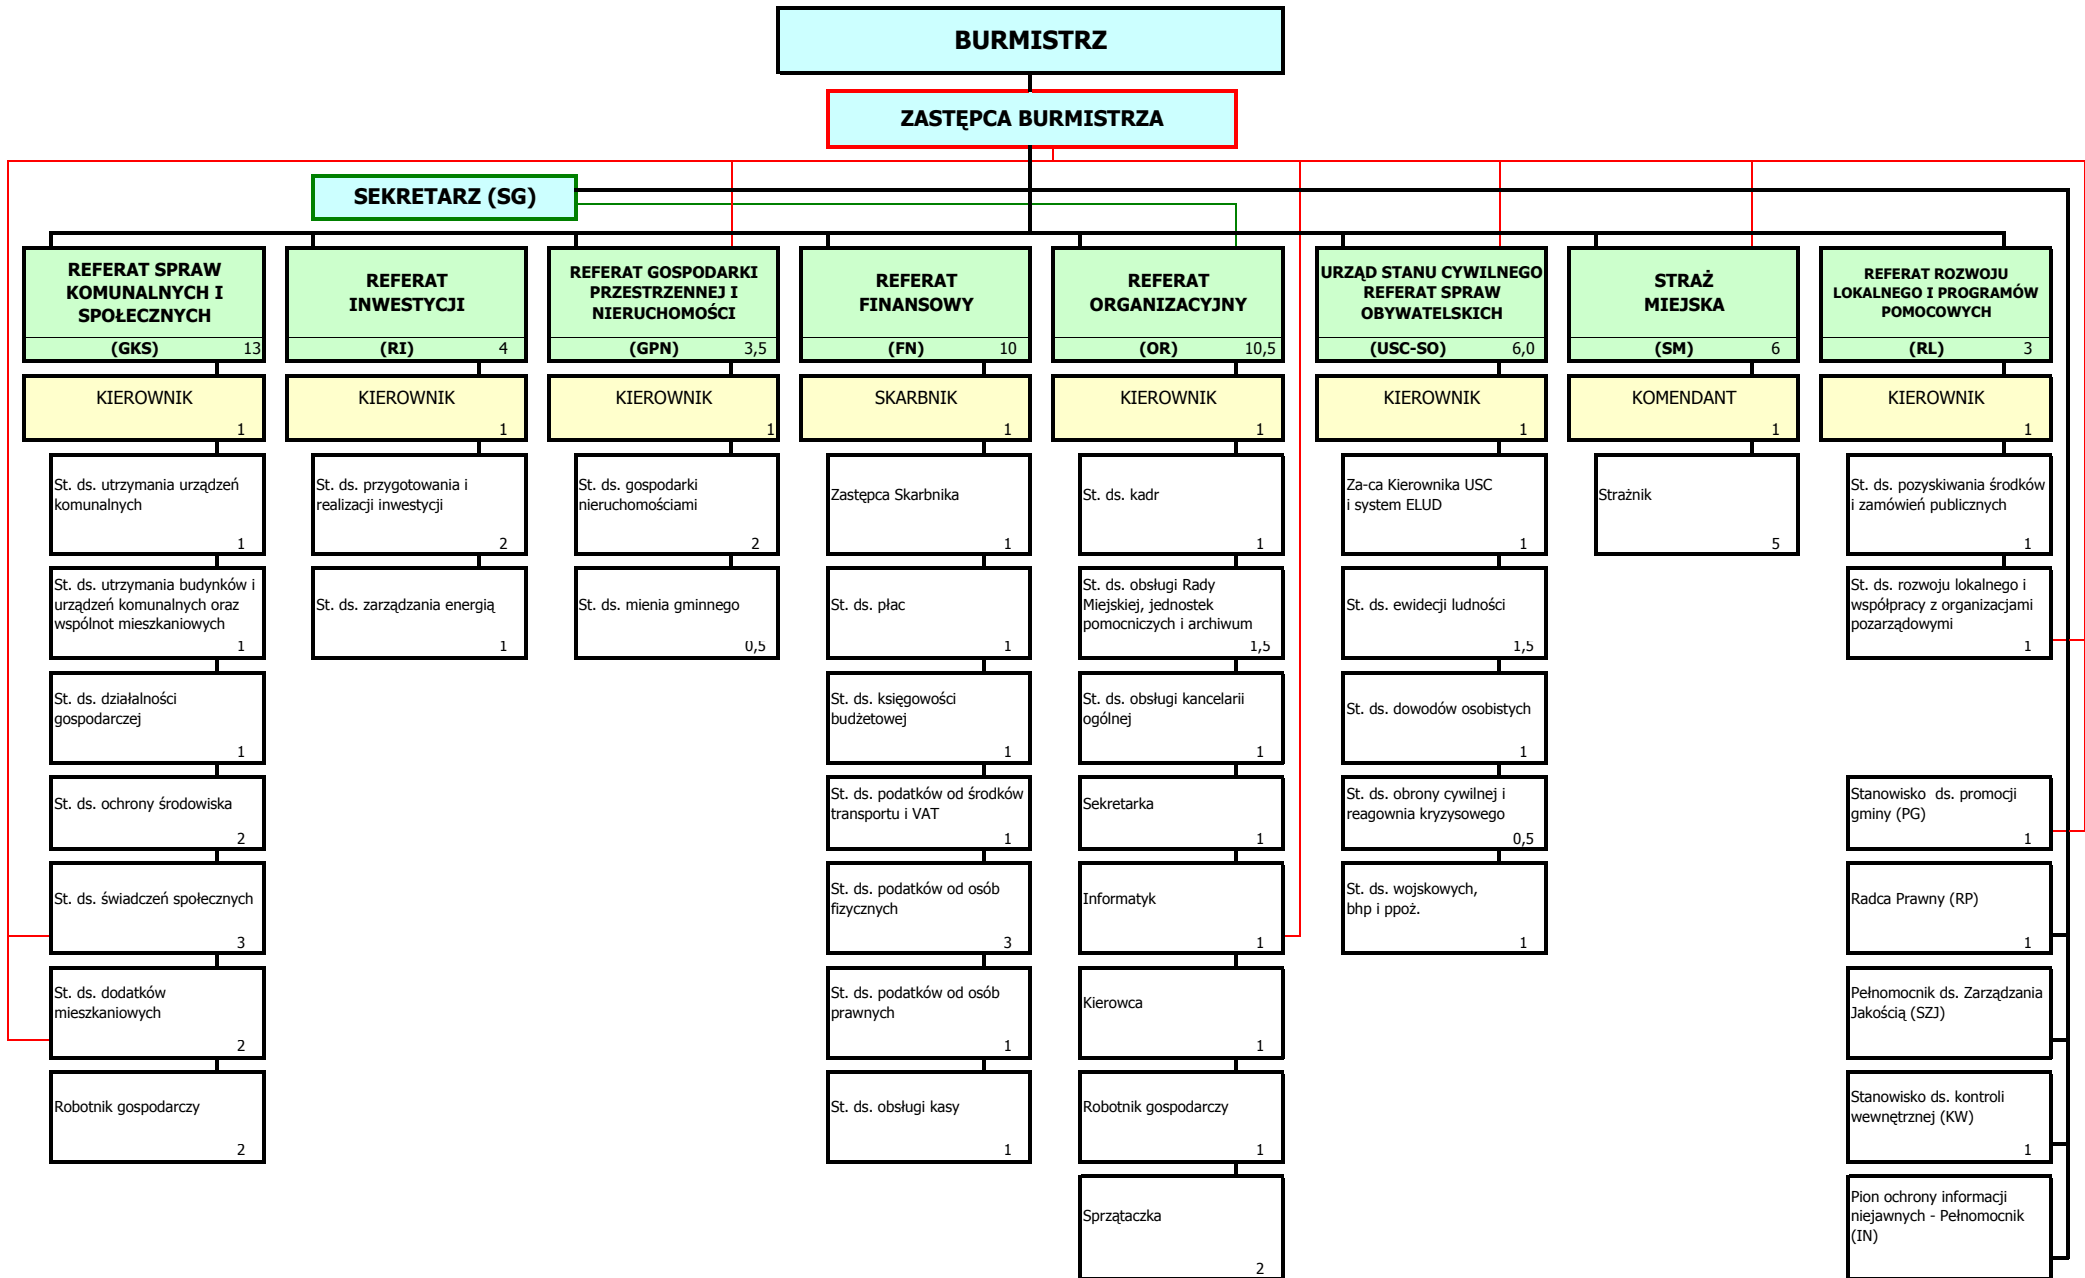 BURMISTRZ
ZASTĘPCA BURMISTRZA
SEKRETARZ (SG)
REFERAT SPRAW
KOMUNALNYCH I
SPOŁECZNYCH
(GKS) 13
KIEROWNIK
1
St. ds. utrzymania urządzeń
komunalnych
1
St. ds. utrzymania budynków i
urządzeń komunalnych oraz
wspólnot mieszkaniowych
1
St. ds. działalności
gospodarczej
1
St. ds. ochrony środowiska
2
St. ds. świadczeń społecznych
3
St. ds. dodatków
mieszkaniowych
2
Robotnik gospodarczy
2
REFERAT
INWESTYCJI
(RI) 4
KIEROWNIK
1
St. ds. przygotowania i
realizacji inwestycji
2
St. ds. zarządzania energią
1
REFERAT GOSPODARKI
PRZESTRZENNEJ I
NIERUCHOMOŚCI
(GPN) 3,5
KIEROWNIK
1
St. ds. gospodarki
nieruchomościami
2
St. ds. mienia gminnego
0,5
REFERAT
FINANSOWY
(FN) 10
SKARBNIK
1
Zastępca Skarbnika
1
St. ds. płac
1
St. ds. księgowości
budżetowej
1
St. ds. podatków od środków
transportu i VAT
1
St. ds. podatków od osób
fizycznych
3
St. ds. podatków od osób
prawnych
1
St. ds. obsługi kasy
1
REFERAT
ORGANIZACYJNY
(OR) 10,5
KIEROWNIK
1
St. ds. kadr
1
St. ds. obsługi Rady
Miejskiej, jednostek
pomocniczych i archiwum
1,5
St. ds. obsługi kancelarii
ogólnej
1
Sekretarka
1
Informatyk
1
Kierowca
1
Robotnik gospodarczy
1
Sprzątaczka
2
URZĄD STANU CYWILNEGO
REFERAT SPRAW
OBYWATELSKICH
(USC-SO) 6,0
KIEROWNIK
1
Za-ca Kierownika USC
i system ELUD
1
St. ds. ewidecji ludności
1,5
St. ds. dowodów osobistych
1
St. ds. obrony cywilnej i
reagownia kryzysowego
0,5
St. ds. wojskowych,
bhp i ppoż.
1
STRAŻ
MIEJSKA
(SM) 6
KOMENDANT
1
Strażnik
5
REFERAT ROZWOJU
LOKALNEGO I PROGRAMÓW
POMOCOWYCH
(RL) 3
KIEROWNIK
1
St. ds. pozyskiwania środków
i zamówień publicznych
1
St. ds. rozwoju lokalnego i
współpracy z organizacjami
pozarządowymi
1
Stanowisko  ds. promocji
gminy (PG)
1
Radca Prawny (RP)
1
Pełnomocnik ds. Zarządzania
Jakością (SZJ)
Stanowisko ds. kontroli
wewnętrznej (KW)
1
Pion ochrony informacji
niejawnych - Pełnomocnik
(IN)